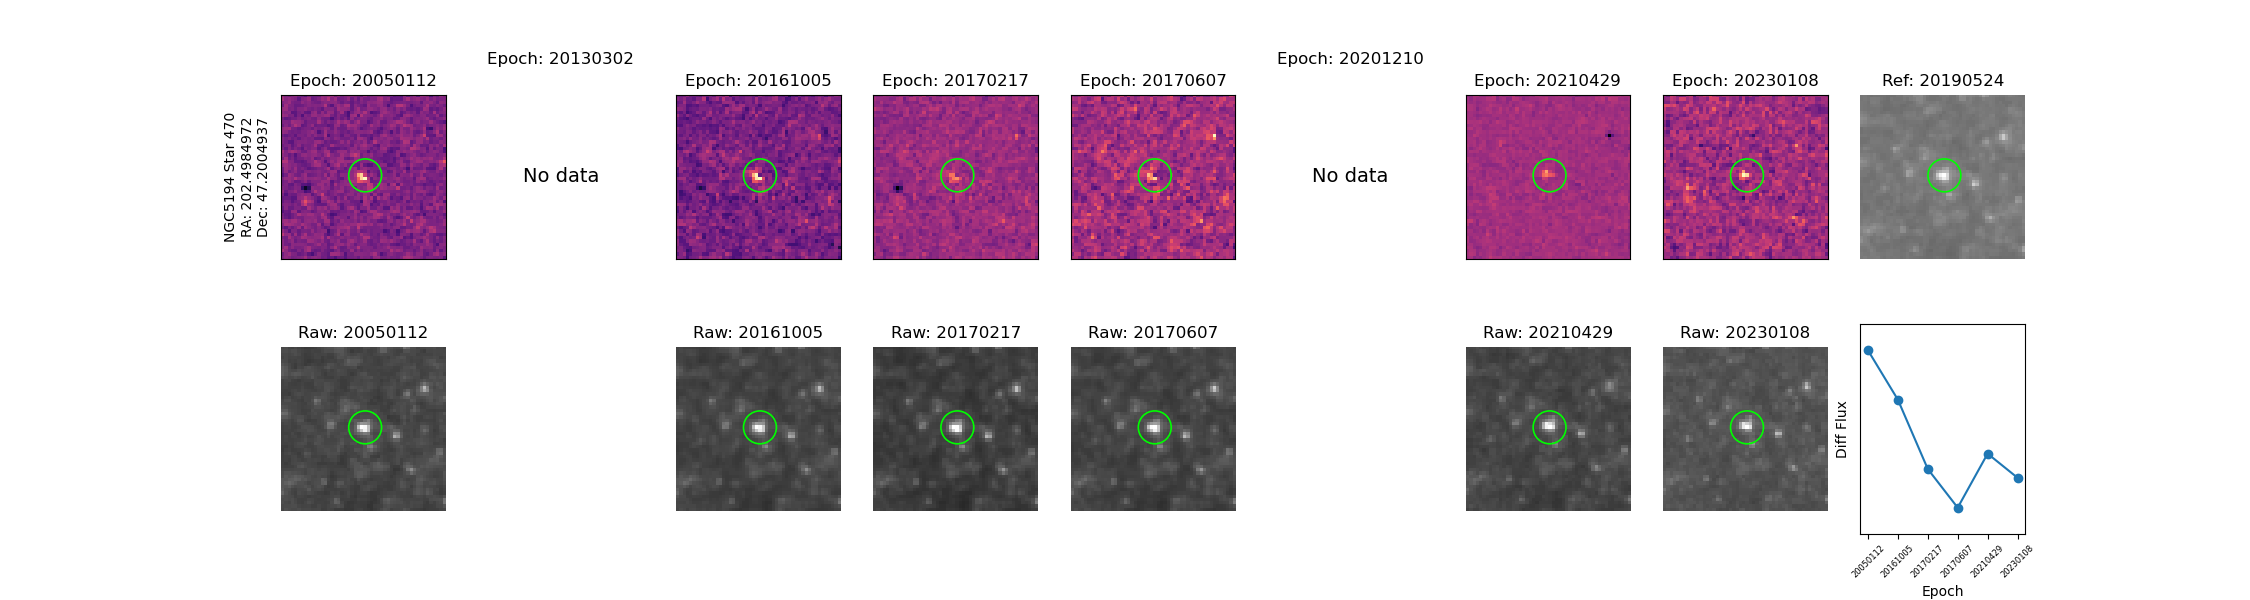 Epoch: 20130302
Epoch: 20201210
Epoch: 20050112
Epoch: 20161005
Epoch: 20170217
Epoch: 20170607
Epoch: 20210429
Epoch: 20230108
Ref: 20190524
NGC5194 Star 470
RA: 202.4984972
Dec: 47.2004937
No data
No data
Raw: 20050112
Raw: 20161005
Raw: 20170217
Raw: 20170607
Raw: 20210429
Raw: 20230108
Diff Flux
20050112
20161005
20170217
20170607
20210429
20230108
Epoch